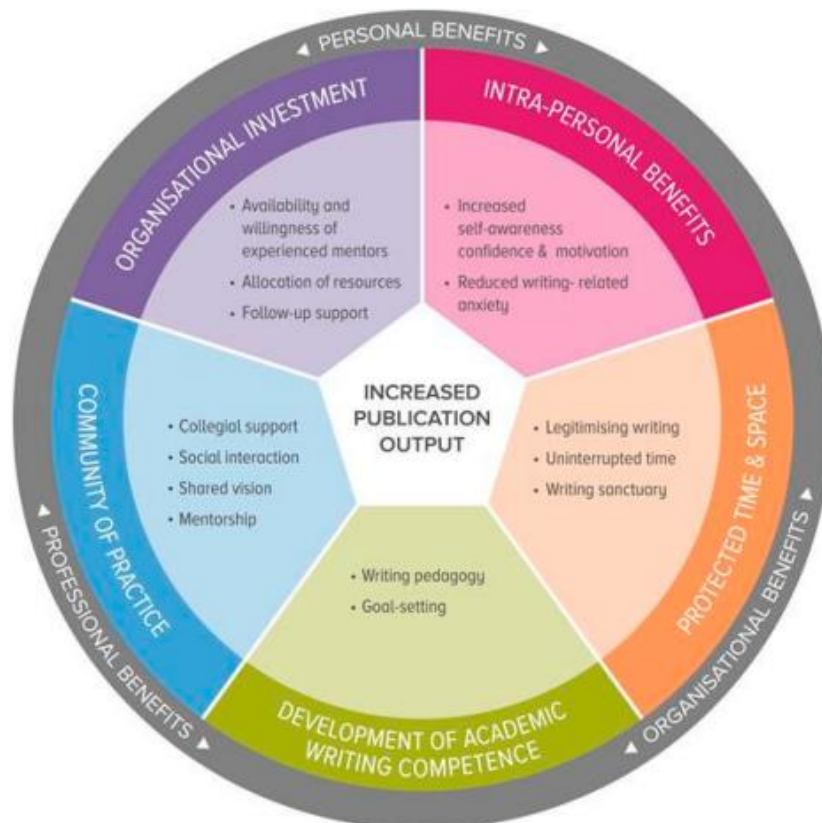 ◄ PERSONAL BENEFITS ►
ORGANISATIONAL INVESTMENT
• Availability and
willingness of
experienced mentors
• Allocation of resources
• Follow-up support
INTRA-PERSONAL BENEFITS
• Increased
self-awareness
confidence & motivation
• Reduced writing- related
anxiety
INCREASED
PUBLICATION
OUTPUT
COMMUNITY OF PRACTICE
• Collegial support
• Social interaction
• Shared vision
• Mentorship
PROTECTED TIME & SPACE
• Legitimising writing
• Uninterrupted time
• Writing sanctuary
• Writing pedagogy
• Goal-setting
DEVELOPMENT OF ACADEMIC
WRITING COMPETENCE
◄ PROFESSIONAL BENEFITS ►
◄ ORGANISATIONAL BENEFITS ►